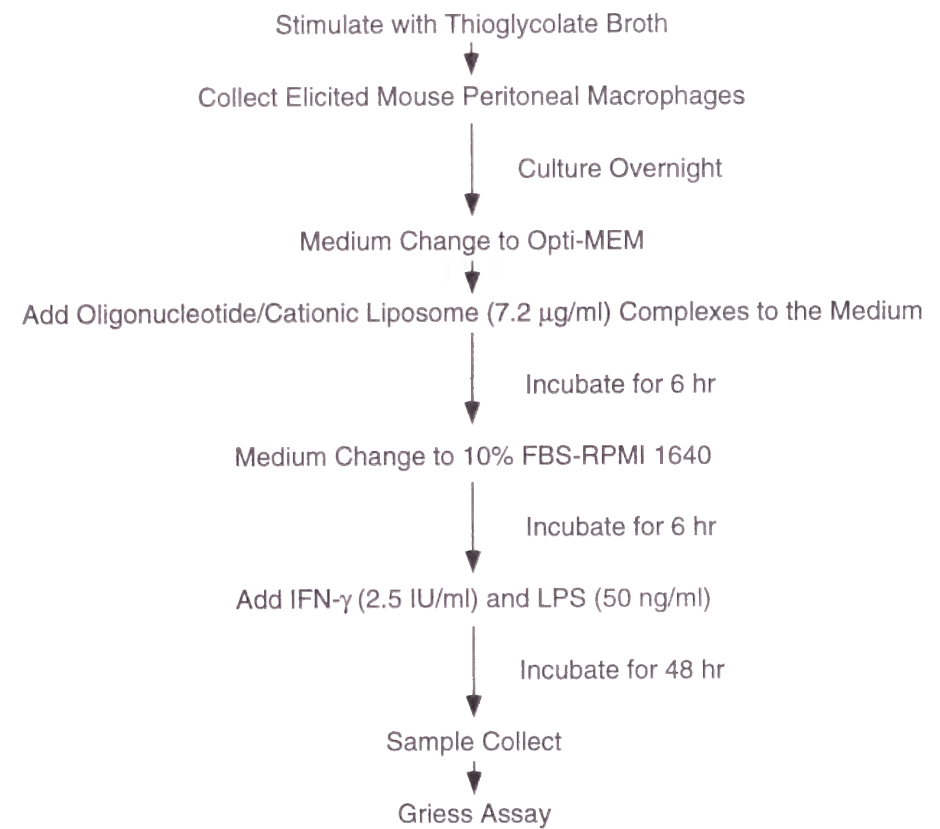 Stimulate with Thioglycolate Broth
Collect Elicited Mouse Peritoneal Macrophages
Culture Overnight
Medium Change to Opti-MEM
Add Oligonucleotide/Cationic Liposome (7.2 μg/ml) Complexes to the Medium
Incubate for 6 hr
Medium Change to 10% FBS-RPMI 1640
Incubate for 6 hr
Add IFN-γ (2.5 IU/ml) and LPS (50 ng/ml)
Incubate for 48 hr
Sample Collect
Griess Assay